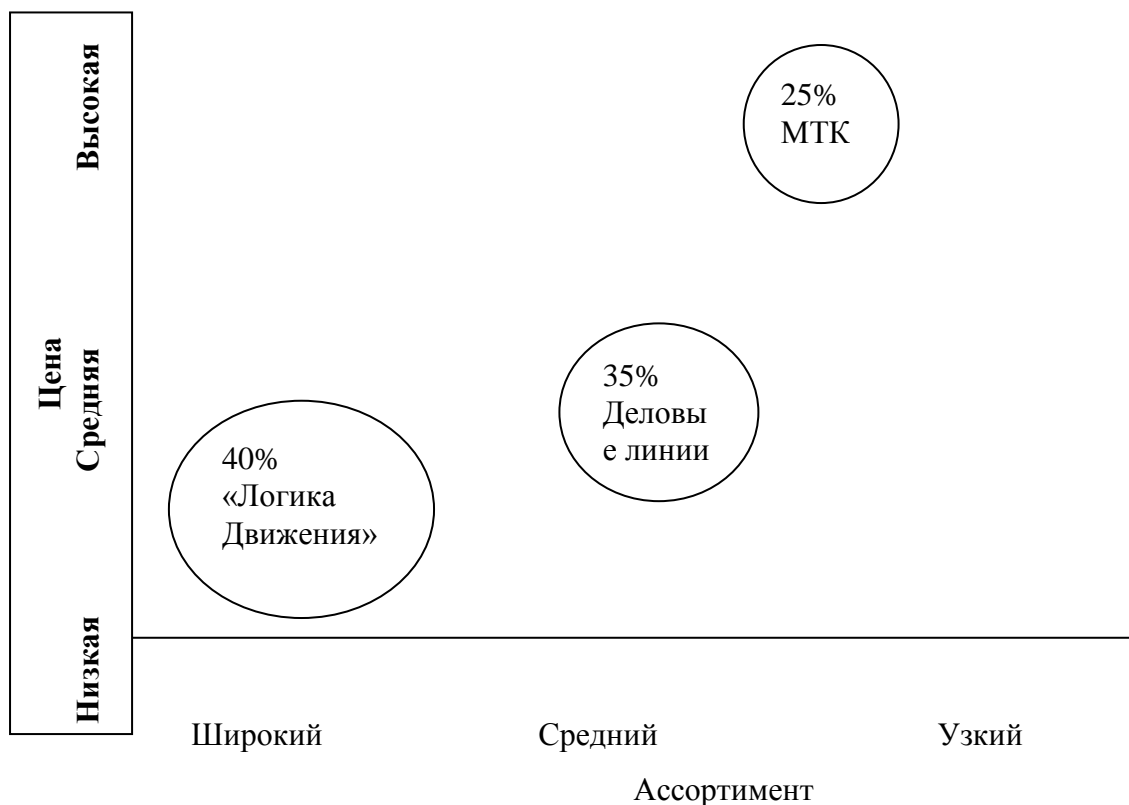 Цена
Высокая
Средняя
Низкая
25%
МТК
35%
Деловы
е линии
40%
«Логика
Движения»
Широкий
Средний
Узкий
Ассортимент